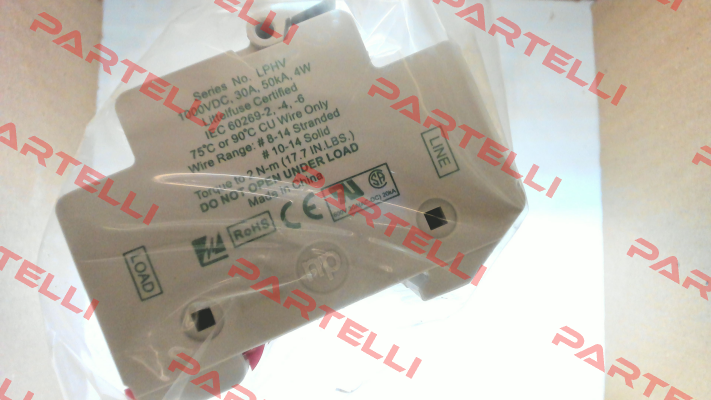 Series No. LPHV
1000VDC, 30A, 50kA, 4W
Littelfuse Certified
IEC 60269-2, -4, -6
75°C or 90°C CU Wire Only
Wire Range: # 8-14 Stranded
# 10-14 Solid
Torque to 2 N-m (17.7 IN.LBS.)
DO NOT OPEN UNDER LOAD
Made in China
LINE
RoHS
CE
LOAD
PARTELLI
PARTELLI
PARTELLI
PARTELLI
PARTELLI
PARTELLI
PARTELLI
PARTELLI
PARTELLI